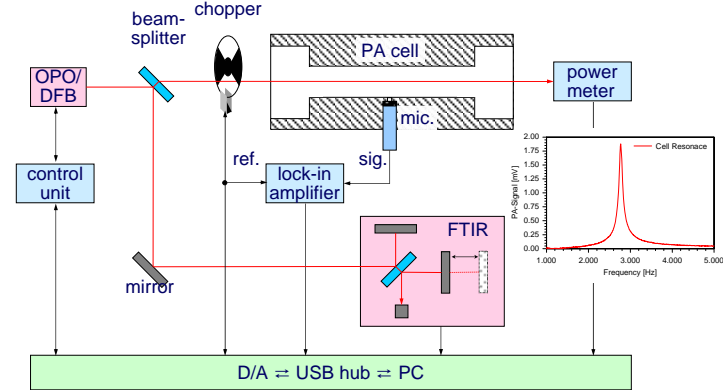 chopper
beam-
splitter
PA cell
OPO/
DFB
power
meter
mic.
ref.
sig.
control
unit
lock-in
amplifier
FTIR
mirror
Cell Resonace
PA-Signal [mV]
2.00
1.75
1.50
1.25
1.00
0.75
0.50
0.25
0.00
1.000 2.000 3.000 4.000 5.000
Frequency [Hz]
D/A ⇌ USB hub ⇌ PC